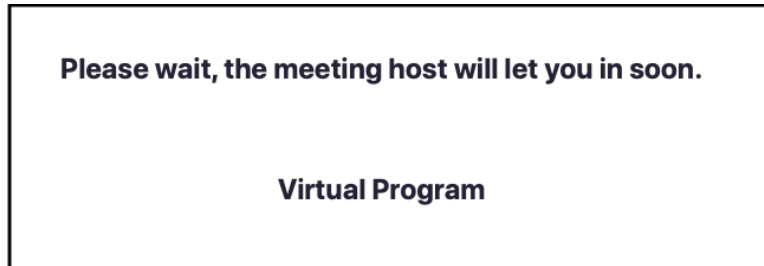 Please wait, the meeting host will let you in soon.
Virtual Program